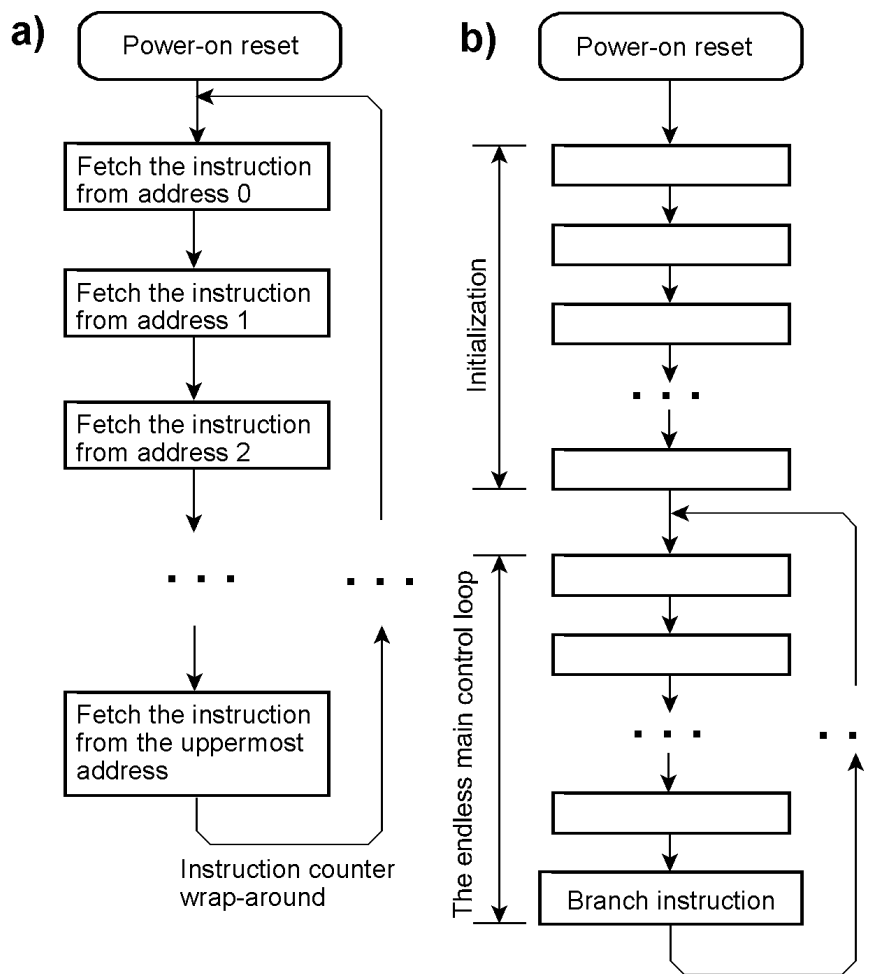 a)
Power-on reset
Fetch the instruction
from address 0
Fetch the instruction
from address 1
Fetch the instruction
from address 2
. . .
. . .
Fetch the instruction
from the uppermost
address
Instruction counter
wrap-around
b)
Power-on reset
Initialization
. . .
The endless main control loop
. . .
. .
Branch instruction